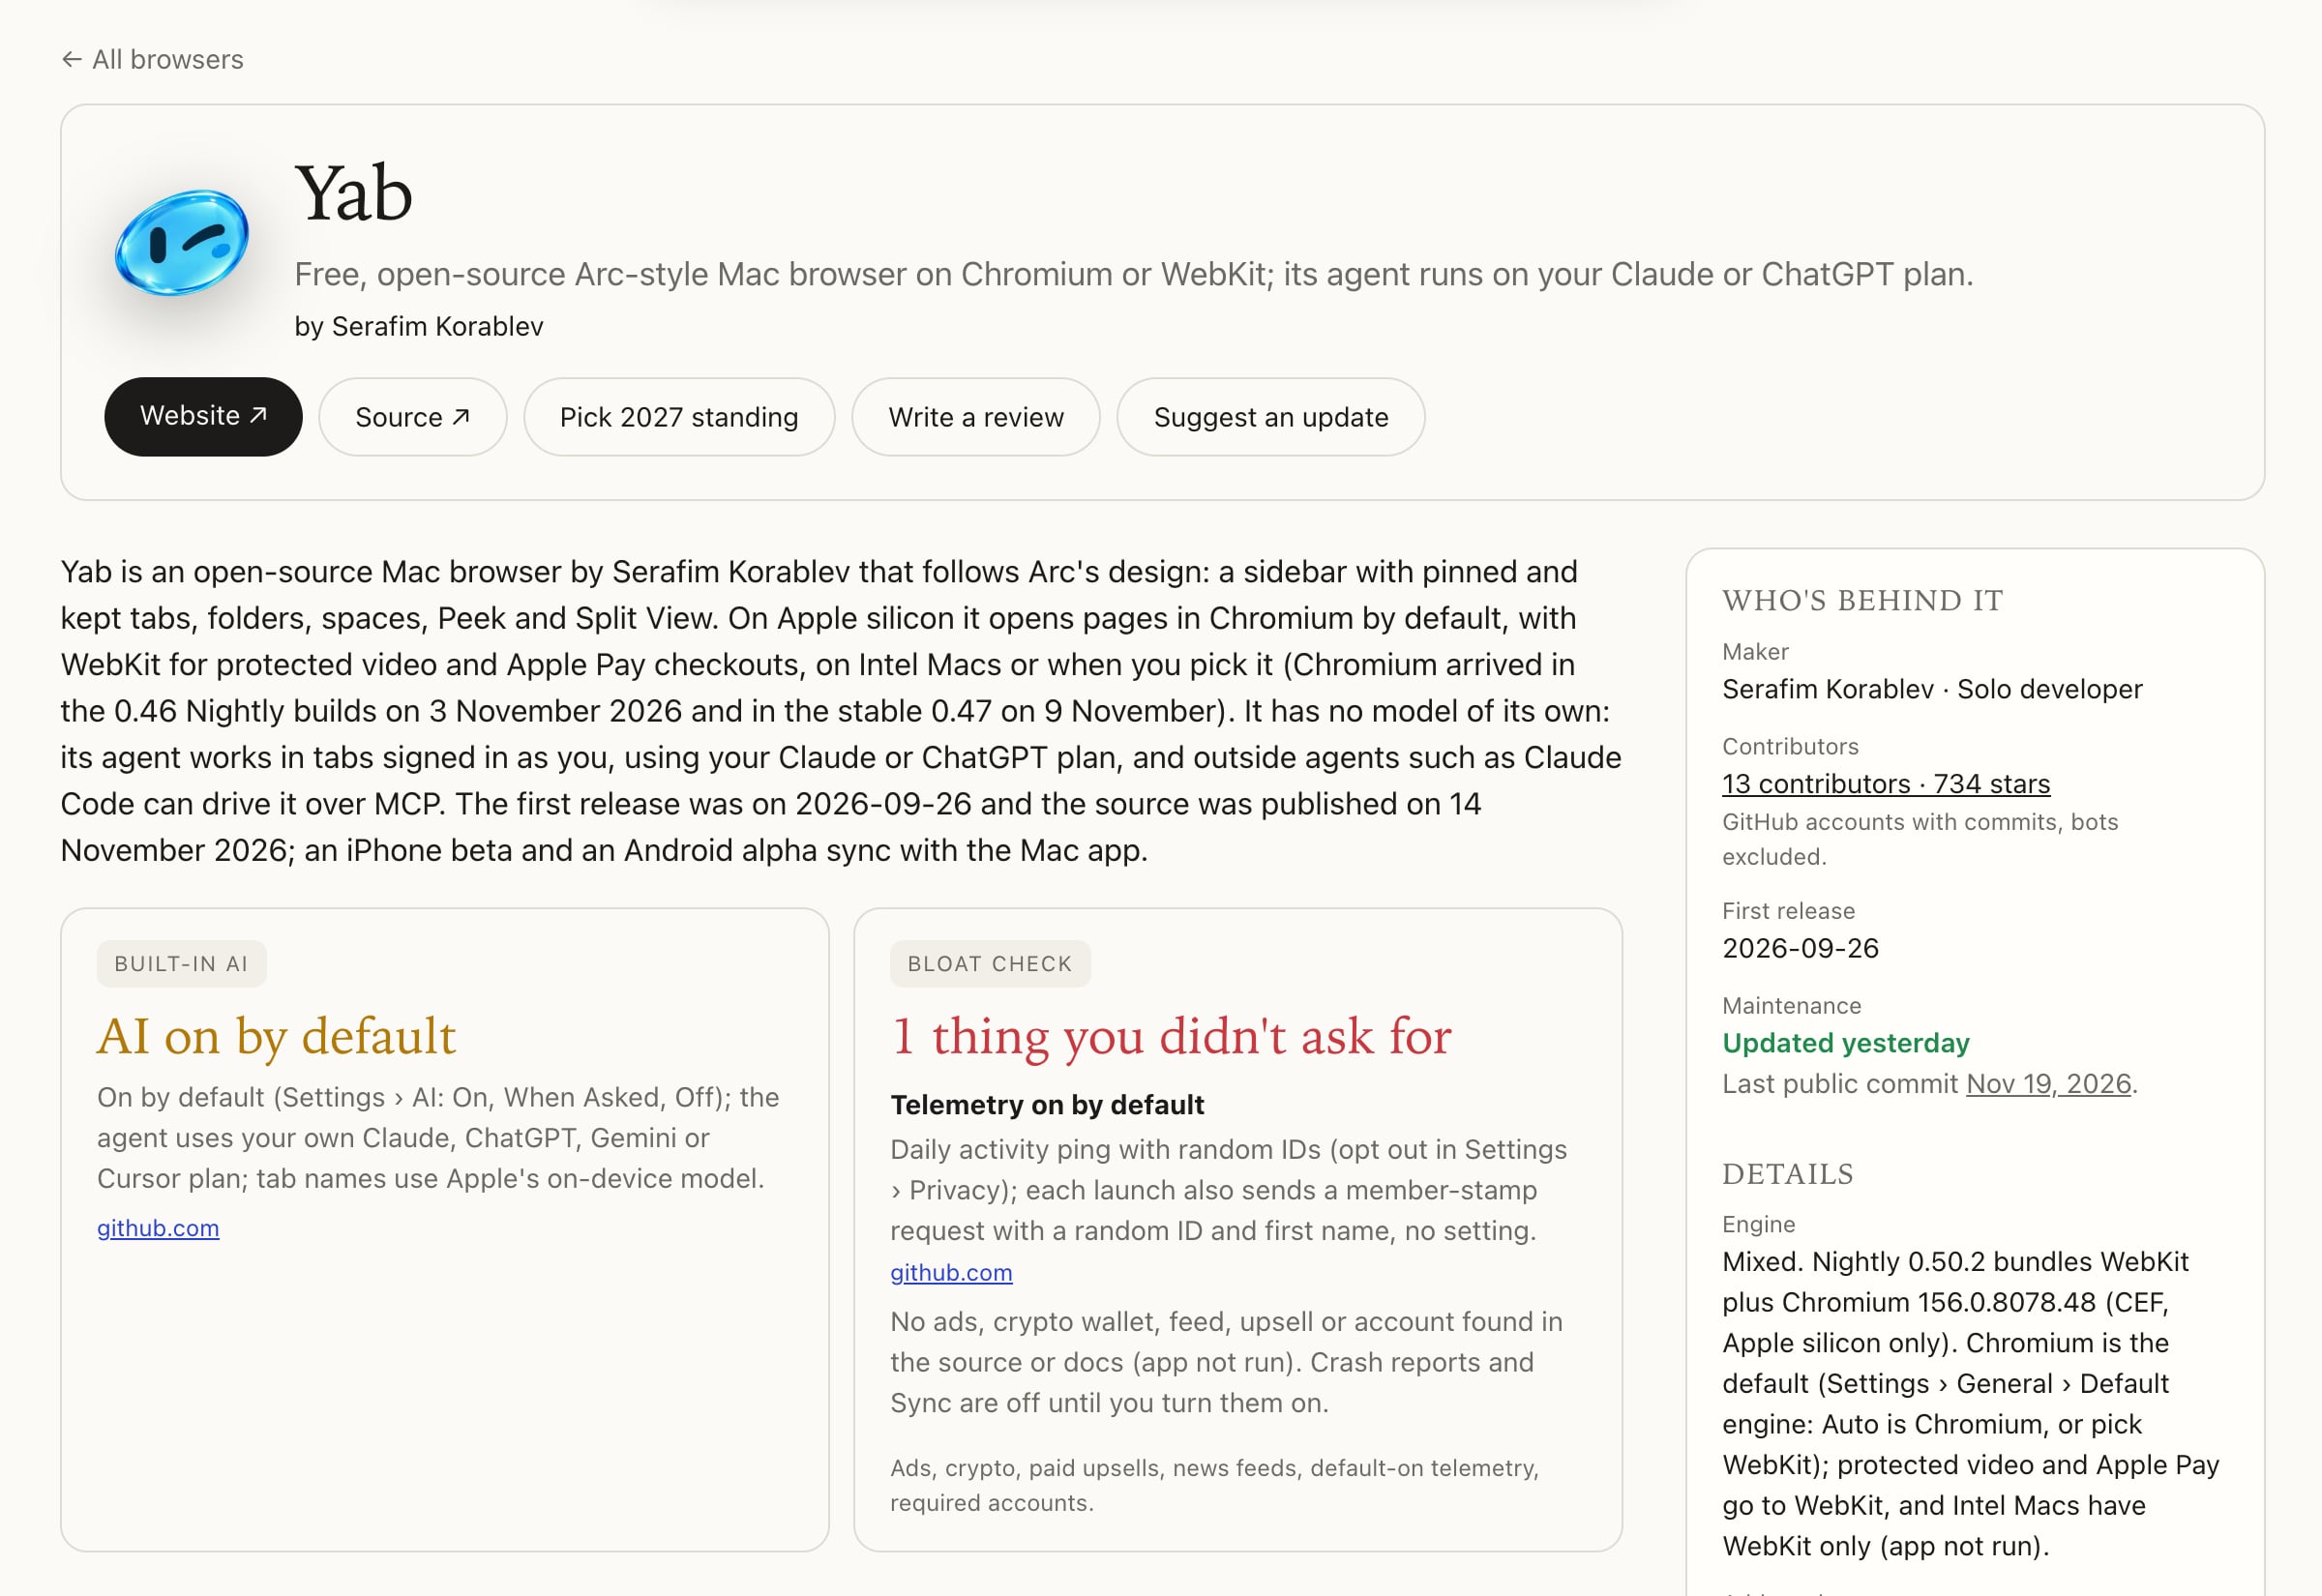 ← All browsers
Yab
Free, open-source Arc-style Mac browser on Chromium or WebKit; its agent runs on your Claude or ChatGPT plan.
by Serafim Korablev
Website ↗
Source ↗
Pick 2027 standing
Write a review
Suggest an update
Yab is an open-source Mac browser by Serafim Korablev that follows Arc's design: a sidebar with pinned and
kept tabs, folders, spaces, Peek and Split View. On Apple silicon it opens pages in Chromium by default, with
WebKit for protected video and Apple Pay checkouts, on Intel Macs or when you pick it (Chromium arrived in
the 0.46 Nightly builds on 3 November 2026 and in the stable 0.47 on 9 November). It has no model of its own:
its agent works in tabs signed in as you, using your Claude or ChatGPT plan, and outside agents such as Claude
Code can drive it over MCP. The first release was on 2026-09-26 and the source was published on 14
November 2026; an iPhone beta and an Android alpha sync with the Mac app.
BUILT-IN AI
AI on by default
On by default (Settings › AI: On, When Asked, Off); the
agent uses your own Claude, ChatGPT, Gemini or
Cursor plan; tab names use Apple's on-device model.
github.com
BLOAT CHECK
1 thing you didn't ask for
Telemetry on by default
Daily activity ping with random IDs (opt out in Settings
› Privacy); each launch also sends a member-stamp
request with a random ID and first name, no setting.
github.com
No ads, crypto wallet, feed, upsell or account found in
the source or docs (app not run). Crash reports and
Sync are off until you turn them on.
Ads, crypto, paid upsells, news feeds, default-on telemetry,
required accounts.
WHO'S BEHIND IT
Maker
Serafim Korablev · Solo developer
Contributors
13 contributors · 734 stars
GitHub accounts with commits, bots
excluded.
First release
2026-09-26
Maintenance
Updated yesterday
Last public commit Nov 19, 2026.
DETAILS
Engine
Mixed. Nightly 0.50.2 bundles WebKit
plus Chromium 156.0.8078.48 (CEF,
Apple silicon only). Chromium is the
default (Settings › General › Default
engine: Auto is Chromium, or pick
WebKit); protected video and Apple Pay
go to WebKit, and Intel Macs have
WebKit only (app not run).